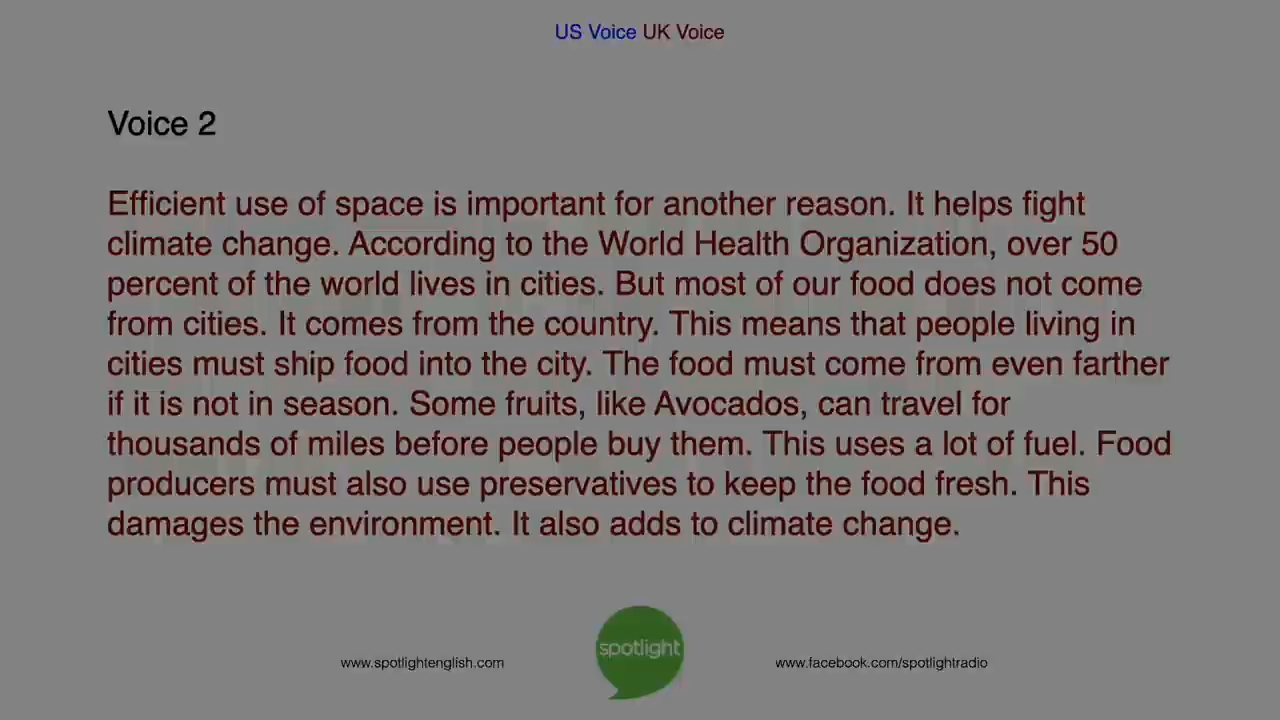 US Voice UK Voice
Voice 2
Efficient use of space is important for another reason. It helps fight
climate change. According to the World Health Organization, over 50
percent of the world lives in cities. But most of our food does not come
from cities. It comes from the country. This means that people living in
cities must ship food into the city. The food must come from even farther
if it is not in season. Some fruits, like Avocados, can travel for
thousands of miles before people buy them. This uses a lot of fuel. Food
producers must also use preservatives to keep the food fresh. This
damages the environment. It also adds to climate change.
spotlight
www.spotlightenglish.com
www.facebook.com/spotlightradio